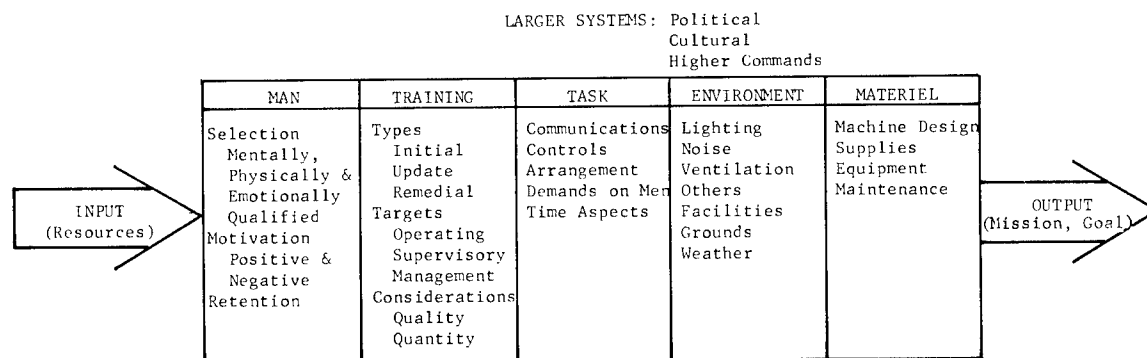 LARGER SYSTEMS: Political
Cultural
Higher Commands
INPUT
(Resources)
MAN
Selection
Mentally,
Physically &
Emotionally
Qualified
Motivation
Positive &
Negative
Retention
TRAINING
Types
Initial
Update
Remedial
Targets
Operating
Supervisory
Management
Considerations
Quality
Quantity
TASK
Communications
Controls
Arrangement
Demands on Men
Time Aspects
ENVIRONMENT
Lighting
Noise
Ventilation
Others
Facilities
Grounds
Weather
MATERIEL
Machine Design
Supplies
Equipment
Maintenance
OUTPUT
(Mission, Goal)